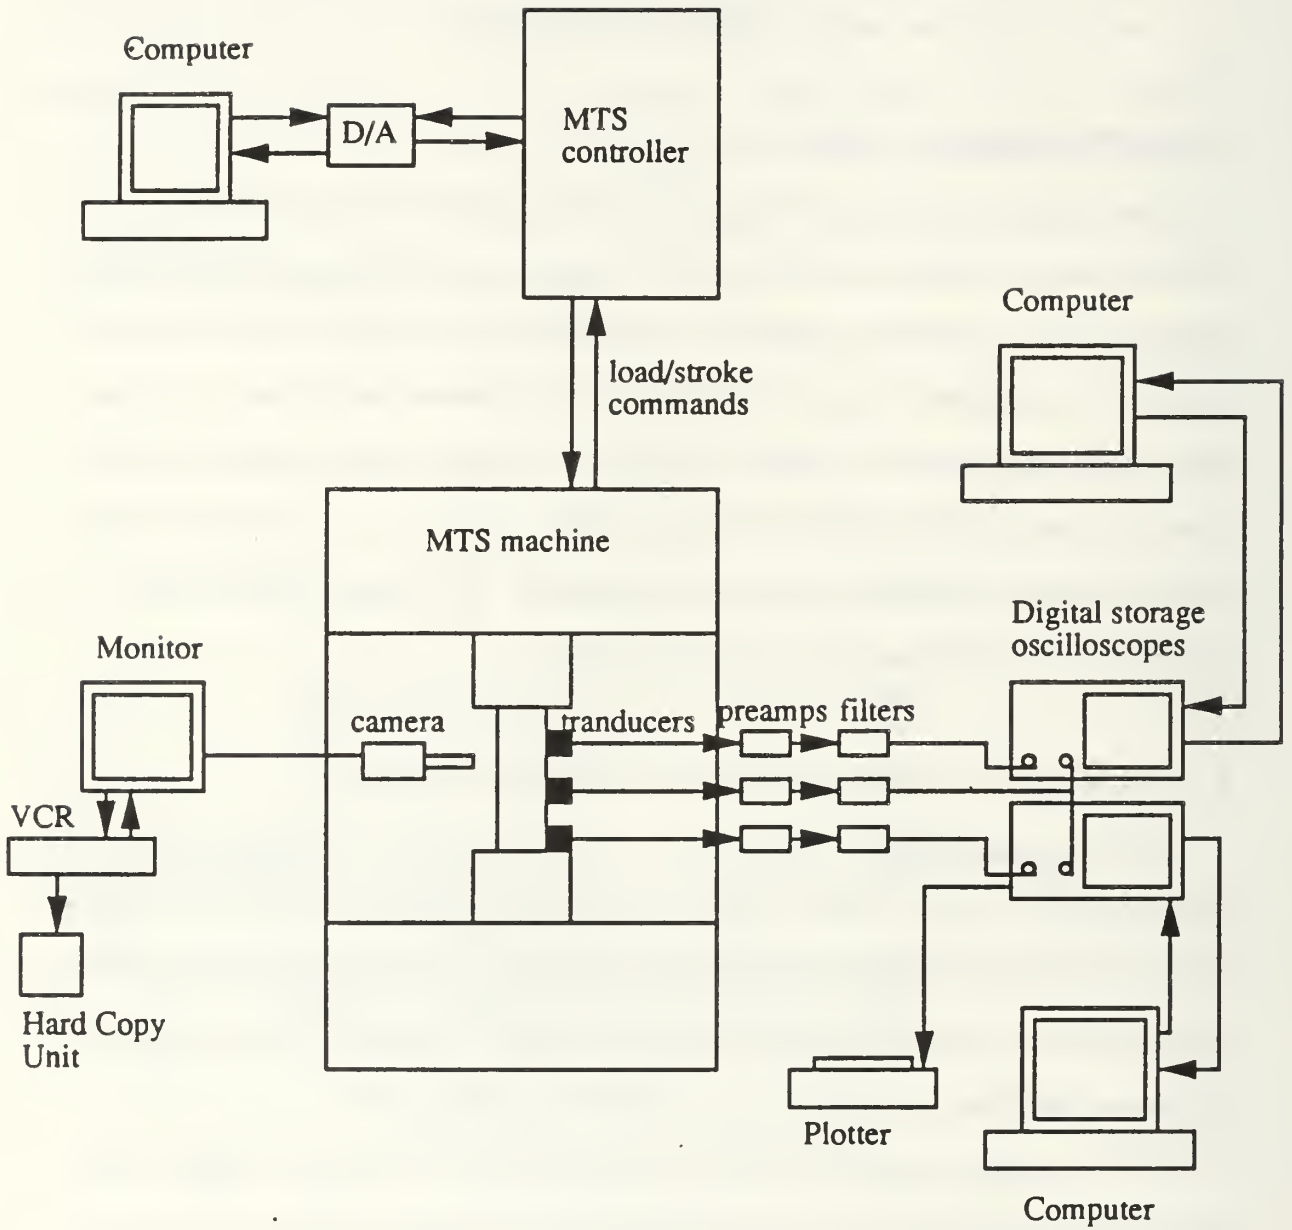 Computer
D/A
MTS
controller
Computer
load/stroke
commands
MTS machine
Digital storage
oscilloscopes
Monitor
camera
tranducers
preamps
filters
VCR
Hard Copy
Unit
Plotter
Computer